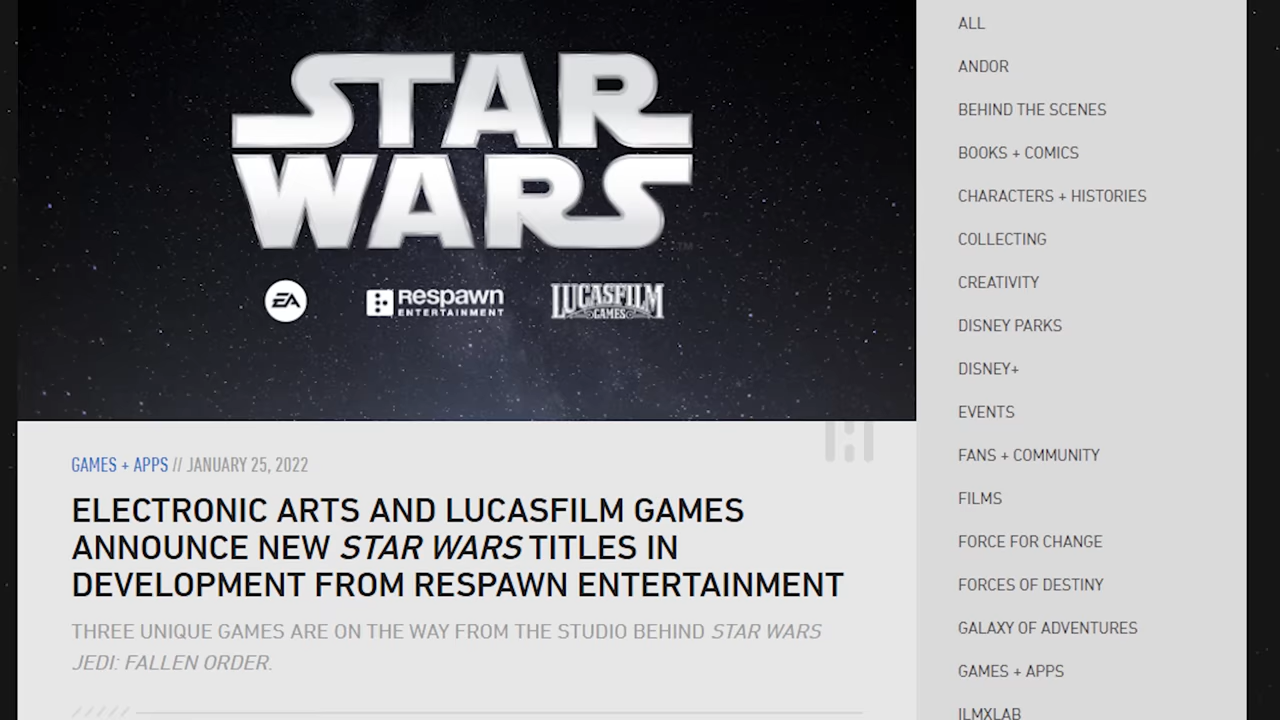 STAR
WARS
TM
EA
Respawn
ENTERTAINMENT
LUCASFILM
GAMES
GAMES + APPS // JANUARY 25, 2022
ELECTRONIC ARTS AND LUCASFILM GAMES
ANNOUNCE NEW STAR WARS TITLES IN
DEVELOPMENT FROM RESPAWN ENTERTAINMENT
THREE UNIQUE GAMES ARE ON THE WAY FROM THE STUDIO BEHIND STAR WARS
JEDI: FALLEN ORDER.
ALL
ANDOR
BEHIND THE SCENES
BOOKS + COMICS
CHARACTERS + HISTORIES
COLLECTING
CREATIVITY
DISNEY PARKS
DISNEY+
EVENTS
FANS + COMMUNITY
FILMS
FORCE FOR CHANGE
FORCES OF DESTINY
GALAXY OF ADVENTURES
GAMES + APPS
ILMXLAB